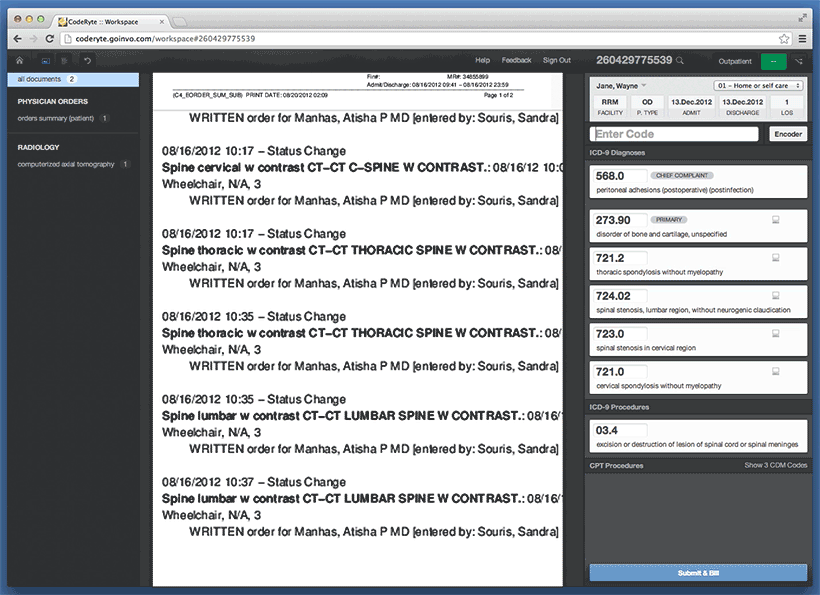 CodeRyte :: Workspace
coderyte.goinvo.com/workspace#260429775539
Help Feedback Sign Out
260429775539
Outpatient
--
all documents 2
PHYSICIAN ORDERS
orders summary (patient) 1
RADIOLOGY
computerized axial tomography 1
Fin#: MR#: 34855899
Admit/Discharge: 08/16/2012 09:41 – 08/16/2012 23:59
(C4_EORDER_SUM_SUB) PRINT DATE: 08/20/2012 02:09 Page 1 of 2
WRITTEN order for Manhas, Atisha P MD [entered by: Souris, Sandra]
08/16/2012 10:17 – Status Change
Spine cervical w contrast CT–CT C–SPINE W CONTRAST.: 08/16/12 10:0
Wheelchair, N/A, 3
WRITTEN order for Manhas, Atisha P MD [entered by: Souris, Sandra]
08/16/2012 10:17 – Status Change
Spine thoracic w contrast CT–CT THORACIC SPINE W CONTRAST.: 08/
Wheelchair, N/A, 3
WRITTEN order for Manhas, Atisha P MD [entered by: Souris, Sandra]
08/16/2012 10:35 – Status Change
Spine thoracic w contrast CT–CT THORACIC SPINE W CONTRAST.: 08/
Wheelchair, N/A, 3
WRITTEN order for Manhas, Atisha P MD [entered by: Souris, Sandra]
08/16/2012 10:35 – Status Change
Spine lumbar w contrast CT–CT LUMBAR SPINE W CONTRAST.: 08/16/
Wheelchair, N/A, 3
WRITTEN order for Manhas, Atisha P MD [entered by: Souris, Sandra]
08/16/2012 10:37 – Status Change
Spine lumbar w contrast CT–CT LUMBAR SPINE W CONTRAST.: 08/16/
Wheelchair, N/A, 3
WRITTEN order for Manhas, Atisha P MD [entered by: Souris, Sandra]
Jane, Wayne
01 – Home or self care
RRM OD 13.Dec.2012 13.Dec.2012 1
FACILITY P. TYPE ADMIT DISCHARGE LOS
Enter Code
Encoder
ICD-9 Diagnoses
568.0 CHIEF COMPLAINT
peritoneal adhesions (postoperative) (postinfection)
273.90 PRIMARY
disorder of bone and cartilage, unspecified
721.2
thoracic spondylosis without myelopathy
724.02
spinal stenosis, lumbar region, without neurogenic claudication
723.0
spinal stenosis in cervical region
721.0
cervical spondylosis without myelopathy
ICD-9 Procedures
03.4
excision or destruction of lesion of spinal cord or spinal meninges
CPT Procedures Show 3 CDM Codes
Submit & Bill